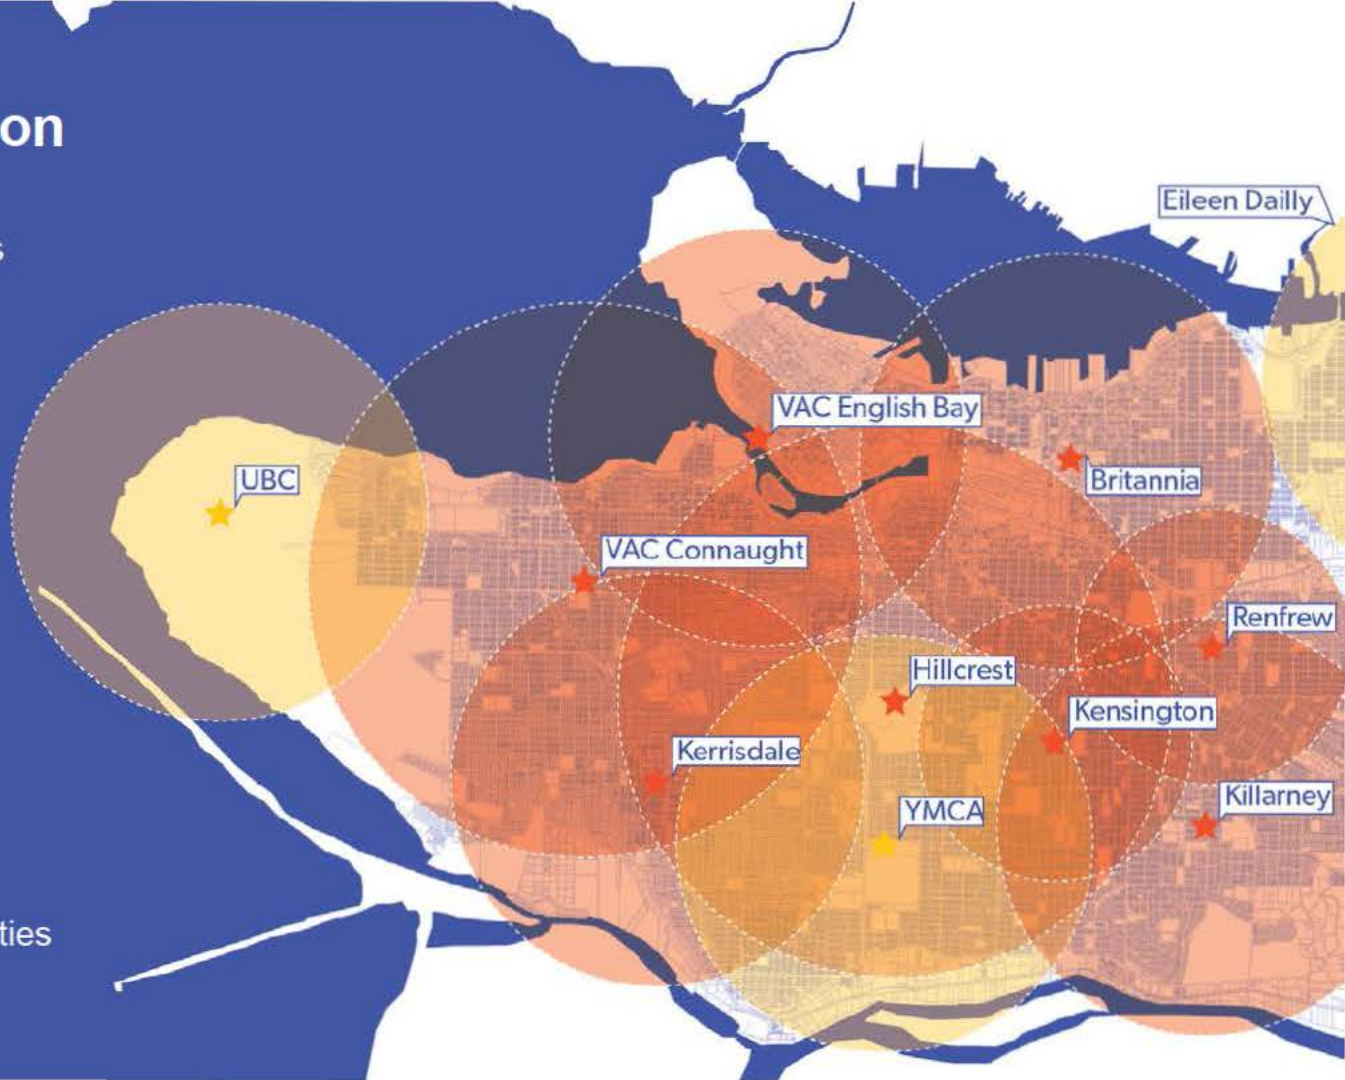 on
s
Eileen Dailly
VAC English Bay
UBC
Britannia
VAC Connaught
Renfrew
Hillcrest
Kensington
Kerrisdale
Killarney
YMCA
ties